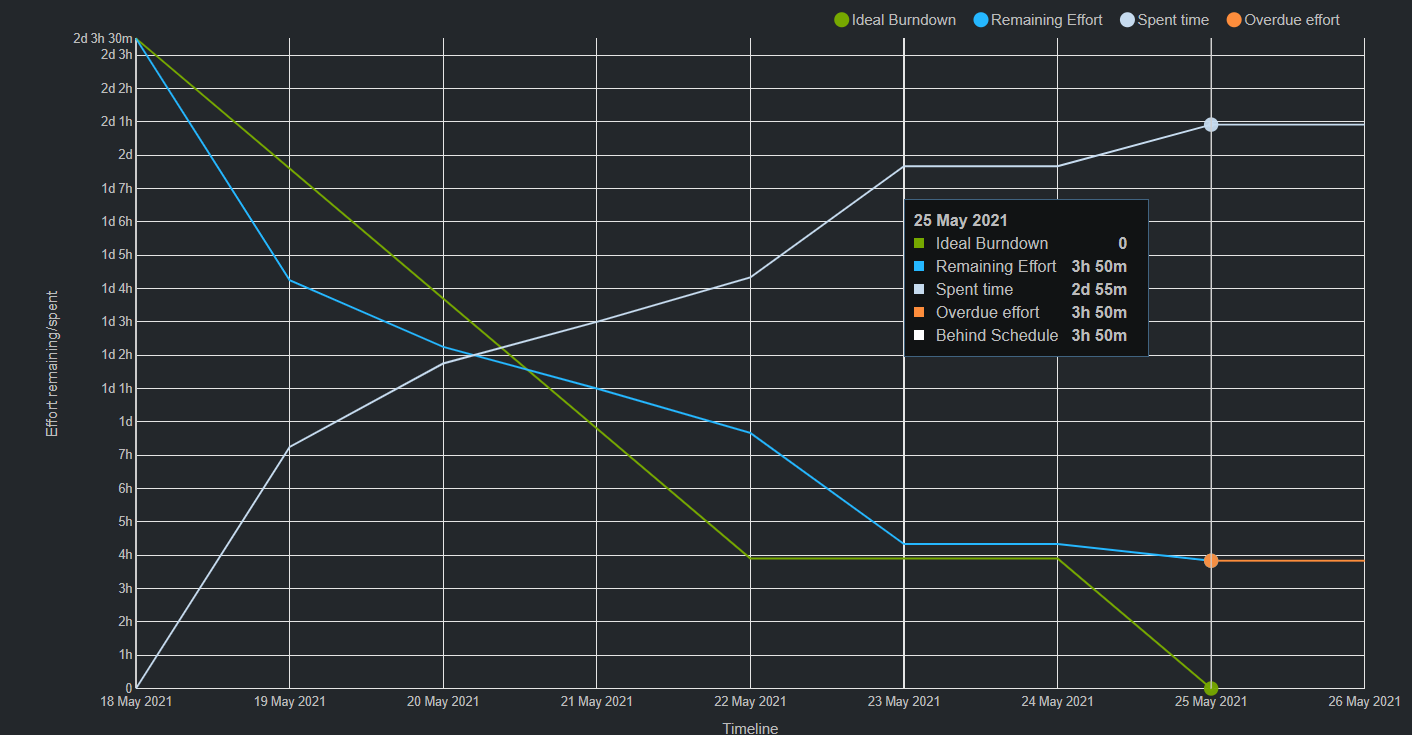 Ideal Burndown Remaining Effort Spent time Overdue effort
2d 3h 30m
2d 3h
2d 2h
2d 1h
2d
1d 7h
1d 6h
1d 5h
1d 4h
1d 3h
1d 2h
1d 1h
1d
7h
6h
5h
4h
3h
2h
1h
0
Effort remaining/spent
25 May 2021
Ideal Burndown 0
Remaining Effort 3h 50m
Spent time 2d 55m
Overdue effort 3h 50m
Behind Schedule 3h 50m
18 May 2021 19 May 2021 20 May 2021 21 May 2021 22 May 2021 23 May 2021 24 May 2021 25 May 2021 26 May 2021
Timeline